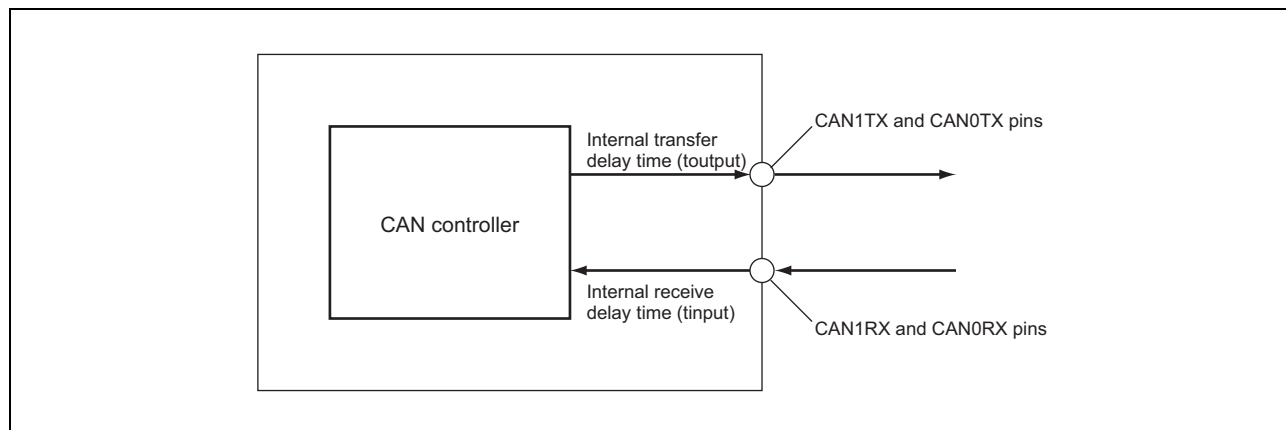 CAN1TX and CAN0TX pins
Internal transfer
delay time (toutput)
CAN controller
Internal receive
delay time (tinput)
CAN1RX and CAN0RX pins